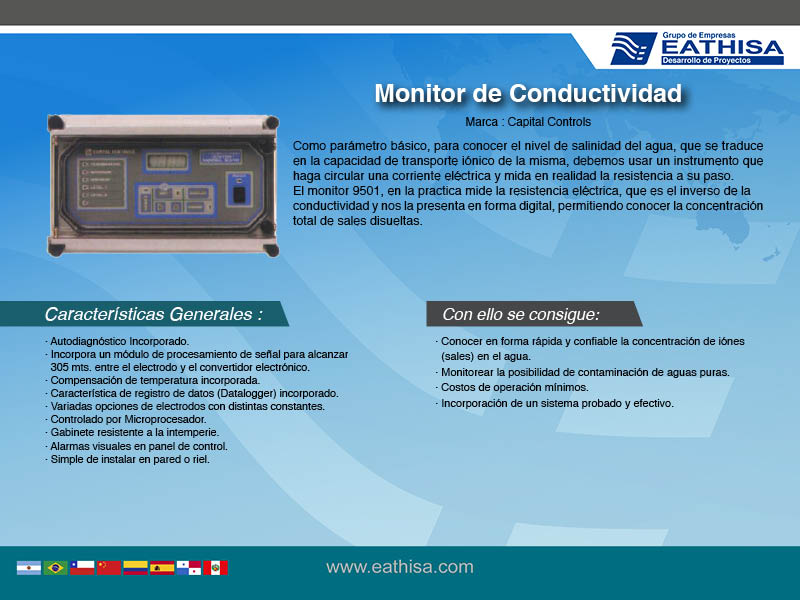 Grupo de Empresas
EATHISA
Desarrollo de Proyectos
Monitor de Conductividad
Marca : Capital Controls
Como parámetro básico, para conocer el nivel de salinidad del agua, que se traduce
en la capacidad de transporte iónico de la misma, debemos usar un instrumento que
haga circular una corriente eléctrica y mida en realidad la resistencia a su paso.
El monitor 9501, en la practica mide la resistencia eléctrica, que es el inverso de la
conductividad y nos la presenta en forma digital, permitiendo conocer la concentración
total de sales disueltas.
CAPITAL CONTROLS
Características Generales :
· Autodiagnóstico Incorporado.
· Incorpora un módulo de procesamiento de señal para alcanzar
305 mts. entre el electrodo y el convertidor electrónico.
· Compensación de temperatura incorporada.
· Característica de registro de datos (Datalogger) incorporado.
· Variadas opciones de electrodos con distintas constantes.
· Controlado por Microprocesador.
· Gabinete resistente a la intemperie.
· Alarmas visuales en panel de control.
· Simple de instalar en pared o riel.
Con ello se consigue:
· Conocer en forma rápida y confiable la concentración de iónes
(sales) en el agua.
· Monitorear la posibilidad de contaminación de aguas puras.
· Costos de operación mínimos.
· Incorporación de un sistema probado y efectivo.
www.eathisa.com